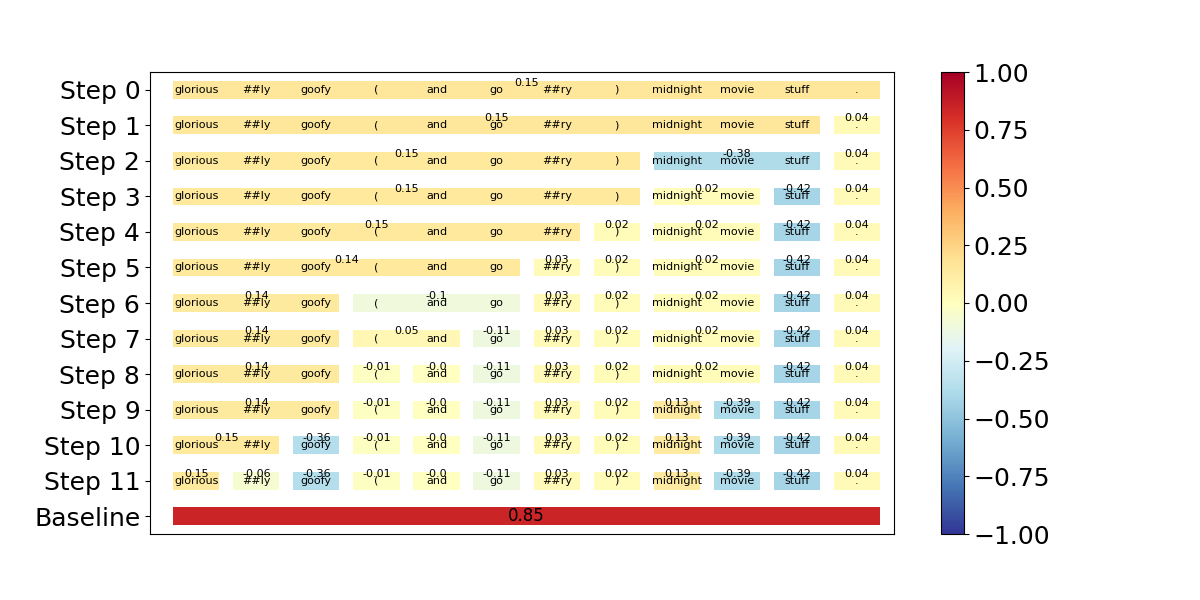 1.00
0.15
Step 0 glorious ##ly goofy ( and go ##ry ) midnight movie stuff .
0.75
0.15 0.04
Step 1 glorious ##ly goofy ( and go ##ry ) midnight movie stuff .
0.15 -0.38 0.04
Step 2 glorious ##ly goofy ( and go ##ry ) midnight movie stuff .
0.50
0.15 0.02 -0.42 0.04
Step 3 glorious ##ly goofy ( and go ##ry ) midnight movie stuff .
0.15 0.02 0.02 -0.42 0.04
Step 4 glorious ##ly goofy ( and go ##ry ) midnight movie stuff .
0.25
0.14 0.03 0.02 0.02 -0.42 0.04
Step 5 glorious ##ly goofy ( and go ##ry ) midnight movie stuff .
0.14 -0.1 0.03 0.02 0.02 -0.42 0.04
Step 6 glorious ##ly goofy ( and go ##ry ) midnight movie stuff .
0.00
0.14 0.05 -0.11 0.03 0.02 0.02 -0.42 0.04
Step 7 glorious ##ly goofy ( and go ##ry ) midnight movie stuff .
−0.25
0.14 -0.01 -0.0 -0.11 0.03 0.02 0.02 -0.42 0.04
Step 8 glorious ##ly goofy ( and go ##ry ) midnight movie stuff .
0.14 -0.01 -0.0 -0.11 0.03 0.02 0.13 -0.39 -0.42 0.04
Step 9 glorious ##ly goofy ( and go ##ry ) midnight movie stuff .
−0.50
0.15 -0.36 -0.01 -0.0 -0.11 0.03 0.02 0.13 -0.39 -0.42 0.04
Step 10 glorious ##ly goofy ( and go ##ry ) midnight movie stuff .
−0.75
0.15 -0.06 -0.36 -0.01 -0.0 -0.11 0.03 0.02 0.13 -0.39 -0.42 0.04
Step 11 glorious ##ly goofy ( and go ##ry ) midnight movie stuff .
Baseline 0.85
−1.00